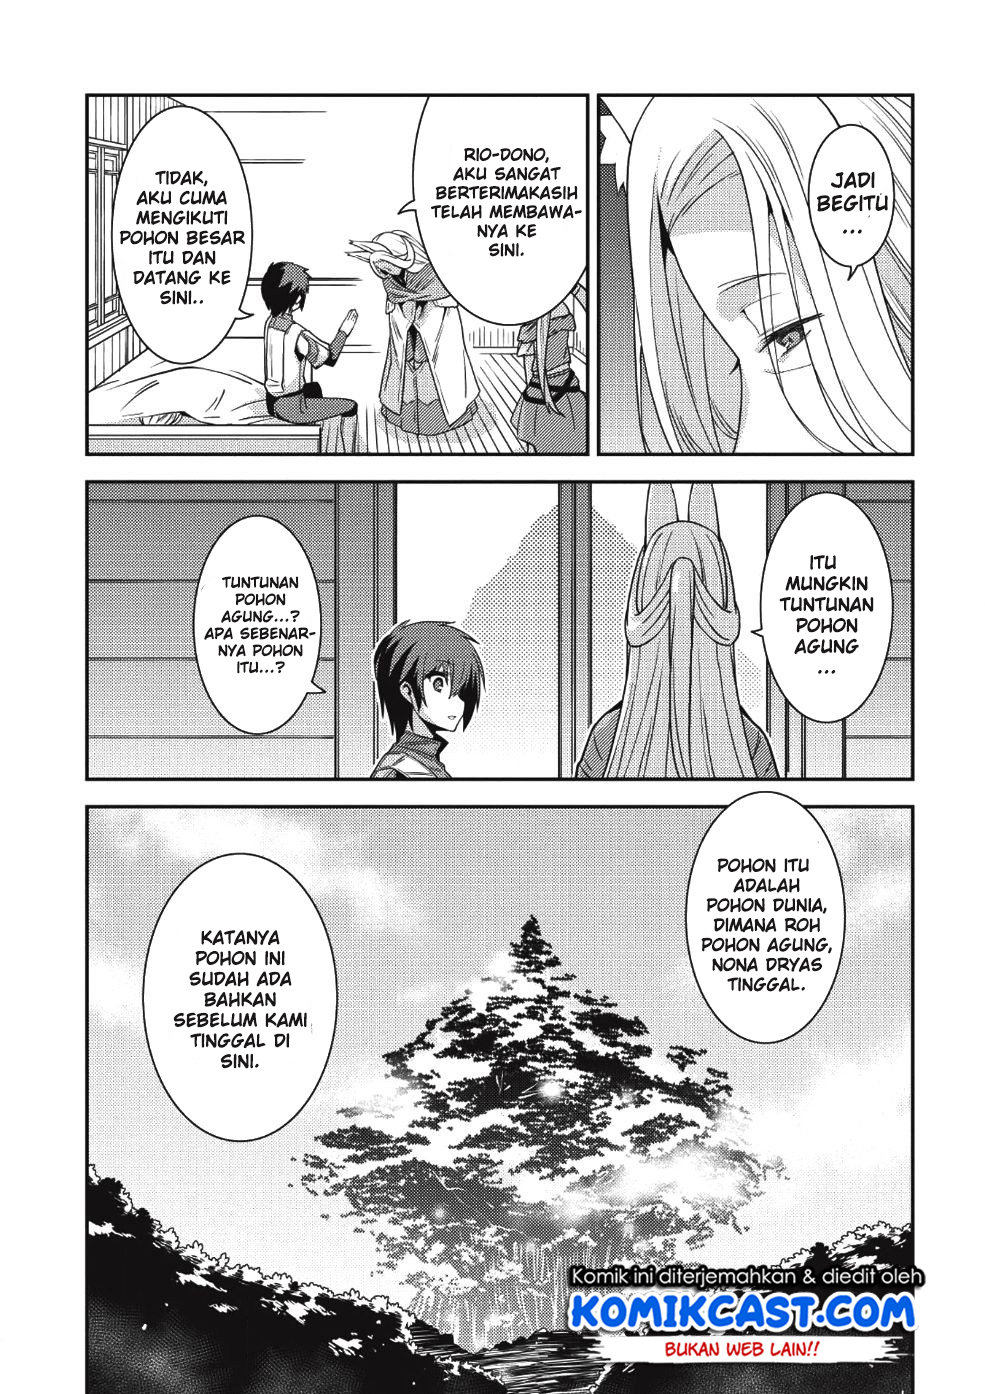 JADI
BEGITU
...
RIO-DONO,
AKU SANGAT
BERTERIMAKASIH
TELAH MEMBAWA-
NYA KE
SINI.
TIDAK,
AKU CUMA
MENGIKUTI
POHON BESAR
ITU DAN
DATANG KE
SINI..
ITU
MUNGKIN
TUNTUNAN
POHON
AGUNG
...
TUNTUNAN
POHON
AGUNG...?
APA SEBENAR-
NYA POHON
ITU...?
POHON ITU
ADALAH
POHON DUNIA,
DIMANA ROH
POHON AGUNG,
NONA DRYAS
TINGGAL.
KATANYA
POHON INI
SUDAH ADA
BAHKAN
SEBELUM KAMI
TINGGAL DI
SINI.
Komik ini diterjemahkan & diedit oleh
KOMIKCAST.COM
BUKAN WEB LAIN!!